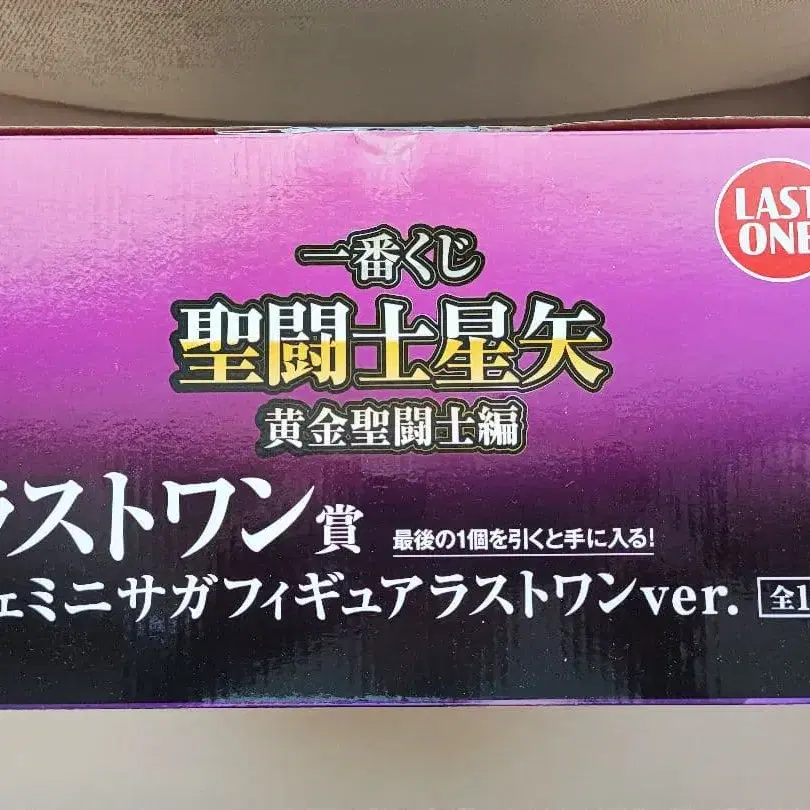 LAST
ONE
一番くじ
聖闘士星矢
黄金聖闘士編
ラストワン賞 最後の1個を引くと手に入る!
ェミニサガフィギュアラストワンver. 全1